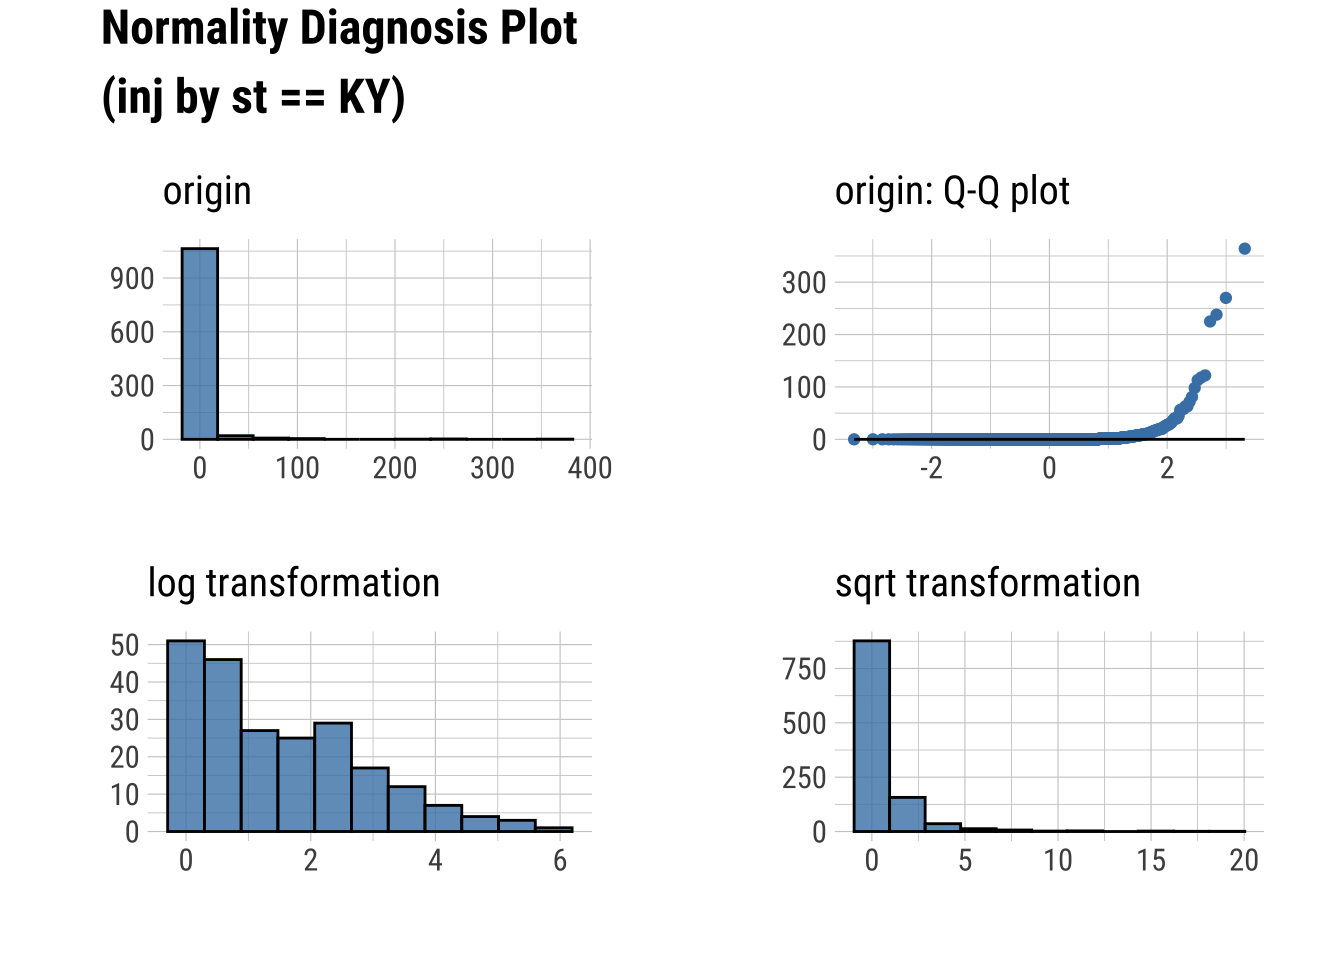 Normality Diagnosis Plot
(inj by st == KY)
origin
900
600
300
0
0 100 200 300 400
origin: Q-Q plot
300
200
100
0
-2 0 2
log transformation
50
40
30
20
10
0
0 2 4 6
sqrt transformation
750
500
250
0
0 5 10 15 20